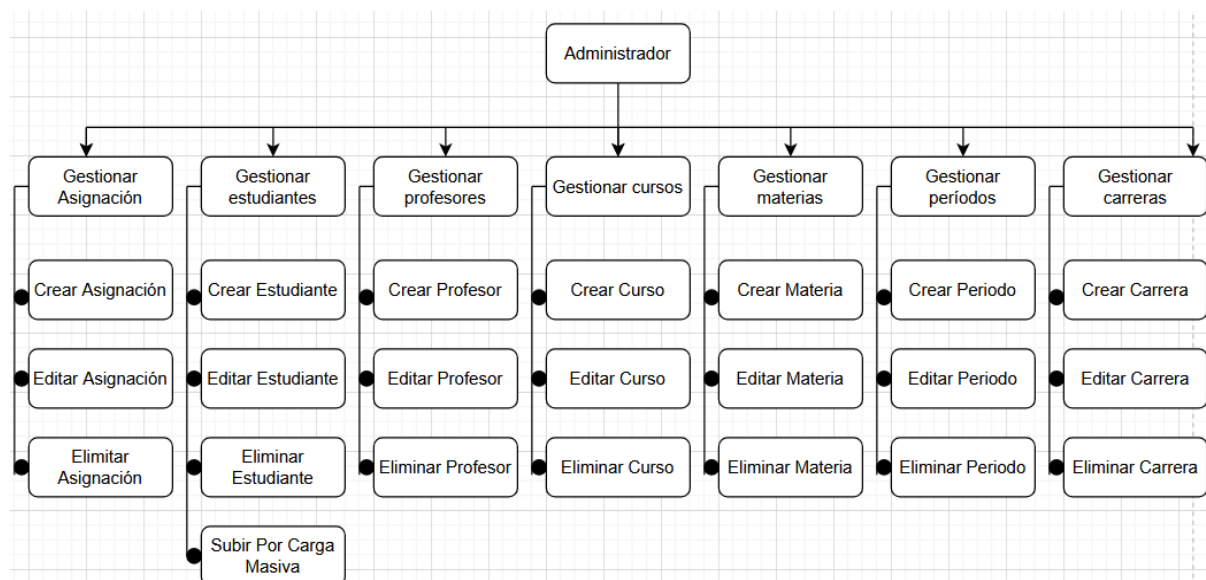 Administrador
Gestionar
Asignación
Gestionar
estudiantes
Gestionar
profesores
Gestionar cursos
Gestionar
materias
Gestionar
períodos
Gestionar
carreras
Crear Asignación
Crear Estudiante
Crear Profesor
Crear Curso
Crear Materia
Crear Periodo
Crear Carrera
Editar Asignación
Editar Estudiante
Editar Profesor
Editar Curso
Editar Materia
Editar Periodo
Editar Carrera
Elimitar
Asignación
Eliminar
Estudiante
Eliminar Profesor
Eliminar Curso
Eliminar Materia
Eliminar Periodo
Eliminar Carrera
Subir Por Carga
Masiva